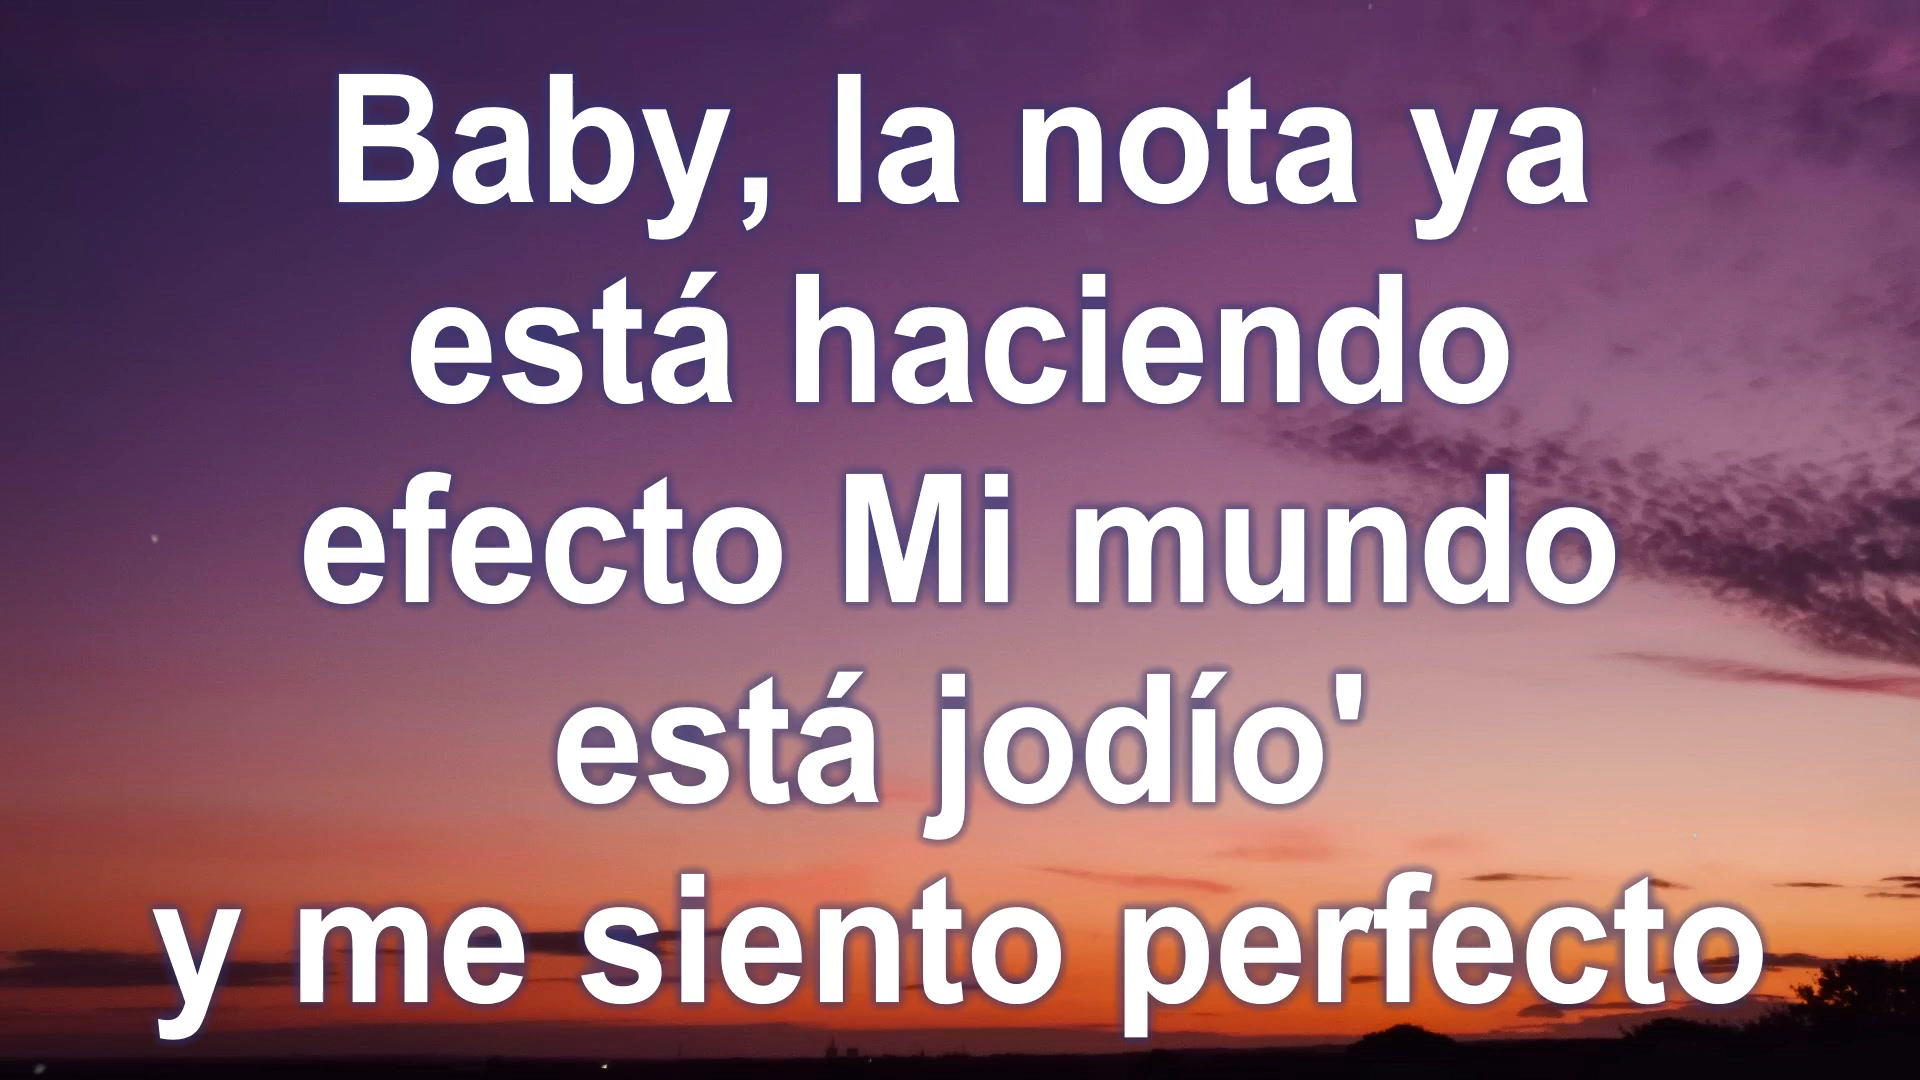 Baby, la nota ya
está haciendo
efecto Mi mundo
está jodío'
y me siento perfecto